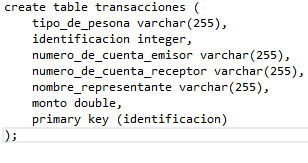 create table transacciones (
tipo_de_pesona varchar(255),
identificacion integer,
numero_de_cuenta_emisor varchar(255),
numero_de_cuenta_receptor varchar(255),
nombre_representante varchar(255),
monto double,
primary key (identificacion)
);